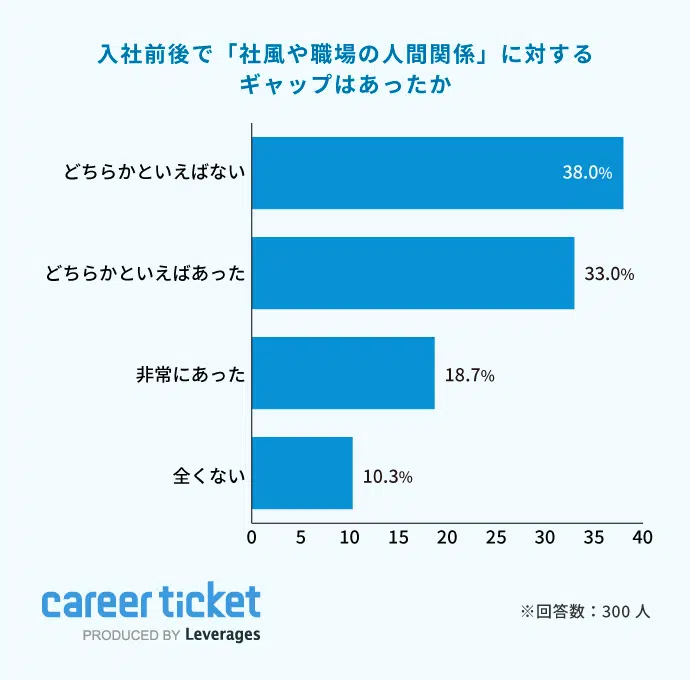 入社前後で「社風や職場の人間関係」に対する
ギャップはあったか
どちらかといえばない 38.0%
どちらかといえばあった 33.0%
非常にあった 18.7%
全くない 10.3%
0 5 10 15 20 25 30 35 40
career ticket
PRODUCED BY Leverages
※回答数：300 人